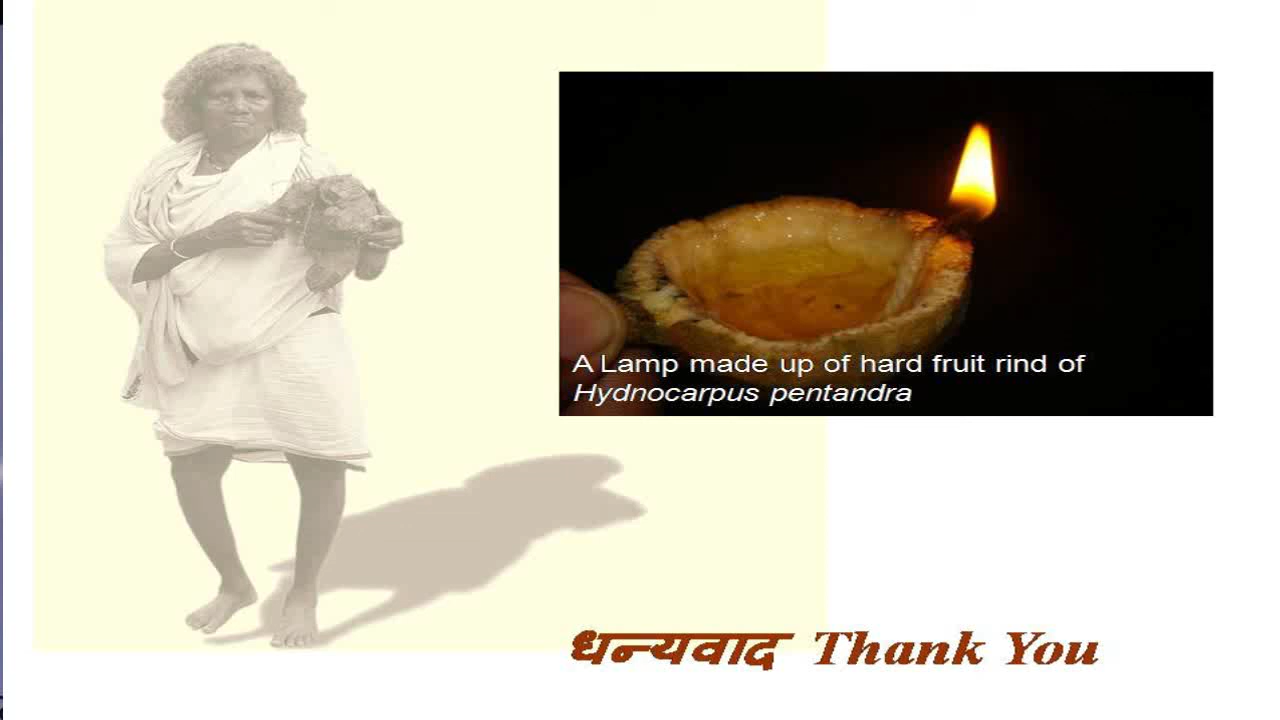 A Lamp made up of hard fruit rind of
Hydnocarpus pentandra
धन्यवाद Thank You